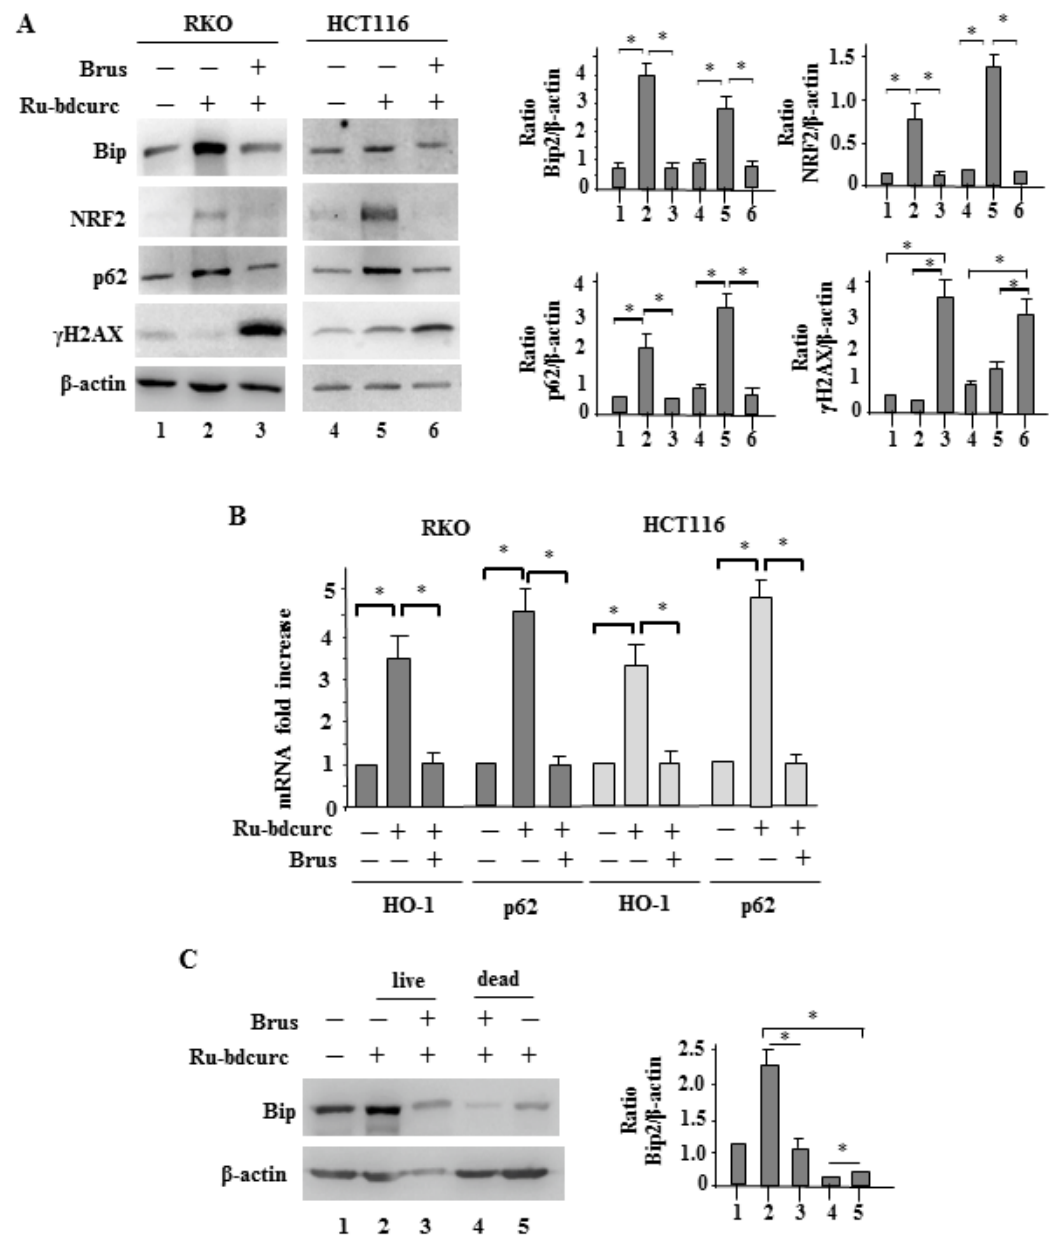 A
RKO HCT116
Brus – – + – – +
Ru-bdcurc – + + – + +
Bip
NRF2
p62
γH2AX
β-actin
1 2 3 4 5 6
Ratio
Bip2/β-actin
4
3
2
1
0
* * * *
1 2 3 4 5 6
Ratio
NRF2/β-actin
1.5
1.0
0.5
0
* * * *
1 2 3 4 5 6
Ratio
p62/β-actin
4
3
2
1
0
* * * *
1 2 3 4 5 6
Ratio
γH2AX/β-actin
4
3
2
1
0
* * * *
1 2 3 4 5 6
B
RKO HCT116
mRNA fold increase
5
4
3
2
1
0
* * * * * * * *
Ru-bdcurc – + + – + + – + + – + +
Brus – – + – – + – – + – – +
HO-1 p62 HO-1 p62
C
live dead
Brus – – + + –
Ru-bdcurc – + + + +
Bip
β-actin
1 2 3 4 5
Ratio
Bip2/β-actin
2.5
2.0
1.5
1.0
0
* * *
1 2 3 4 5